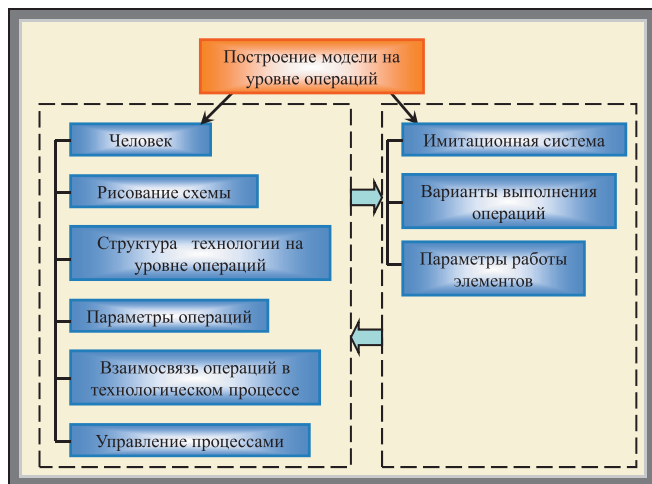 Построение модели на
уровне операций
Человек
Рисование схемы
Структура технологии на
уровне операций
Параметры операций
Взаимосвязь операций в
технологическом процессе
Управление процессами
Имитационная система
Варианты выполнения
операций
Параметры работы
элементов